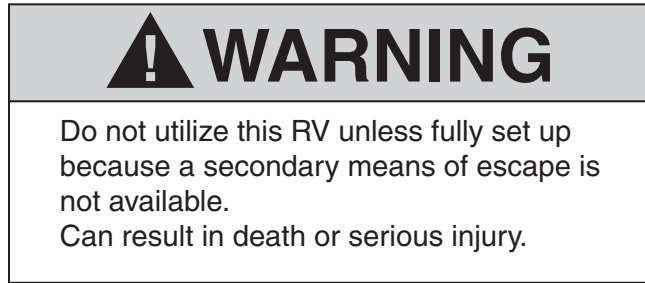 WARNING
Do not utilize this RV unless fully set up
because a secondary means of escape is
not available.
Can result in death or serious injury.